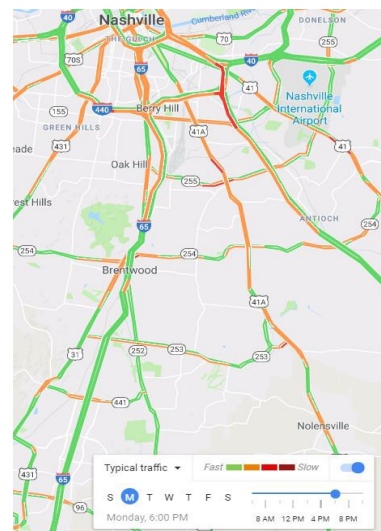 40
Nashville
Cumberland River
DONELSON
THE GULCH
70
255
70S
65
40
41
Nashville
International
Airport
155
440
Berry Hill
41A
GREEN HILLS
431
41
eade
Oak Hill
255
est Hills
ANTIOCH
65
254
254
254
Brentwood
41A
31
252
253
253
441
431
Nolensville
65
96
Typical traffic
Fast
Slow
S M T W T F S
Monday, 6:00 PM
8 AM 12 PM 4 PM 8 PM